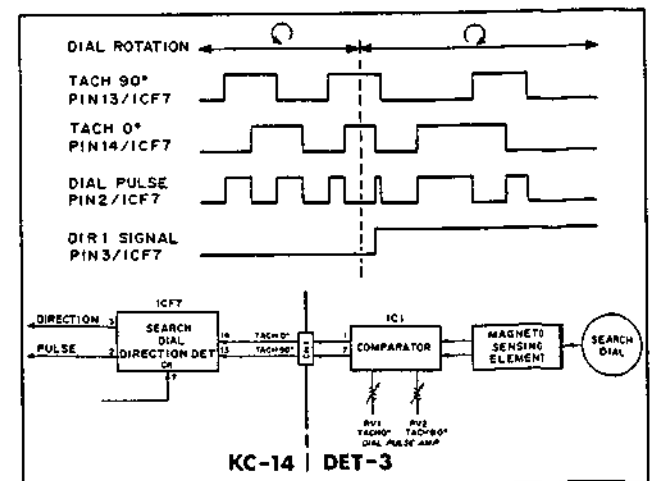 DIAL ROTATION
TACH 90°
PIN13/ICF7
TACH 0°
PIN14/ICF7
DIAL PULSE
PIN2/ICF7
DIR1 SIGNAL
PIN3/ICF7
ICF7
IC1
DIRECTION 3
SEARCH
DIAL
DIRECTION DET
PULSE 2
14 TACH 0° 1
13 TACH 90° 7
COMPARATOR
MAGNETO
SENSING
ELEMENT
SEARCH
DIAL
RV1
TACH 0°
RV2
TACH 90°
DIAL PULSE AMP
KC-14 DET-3